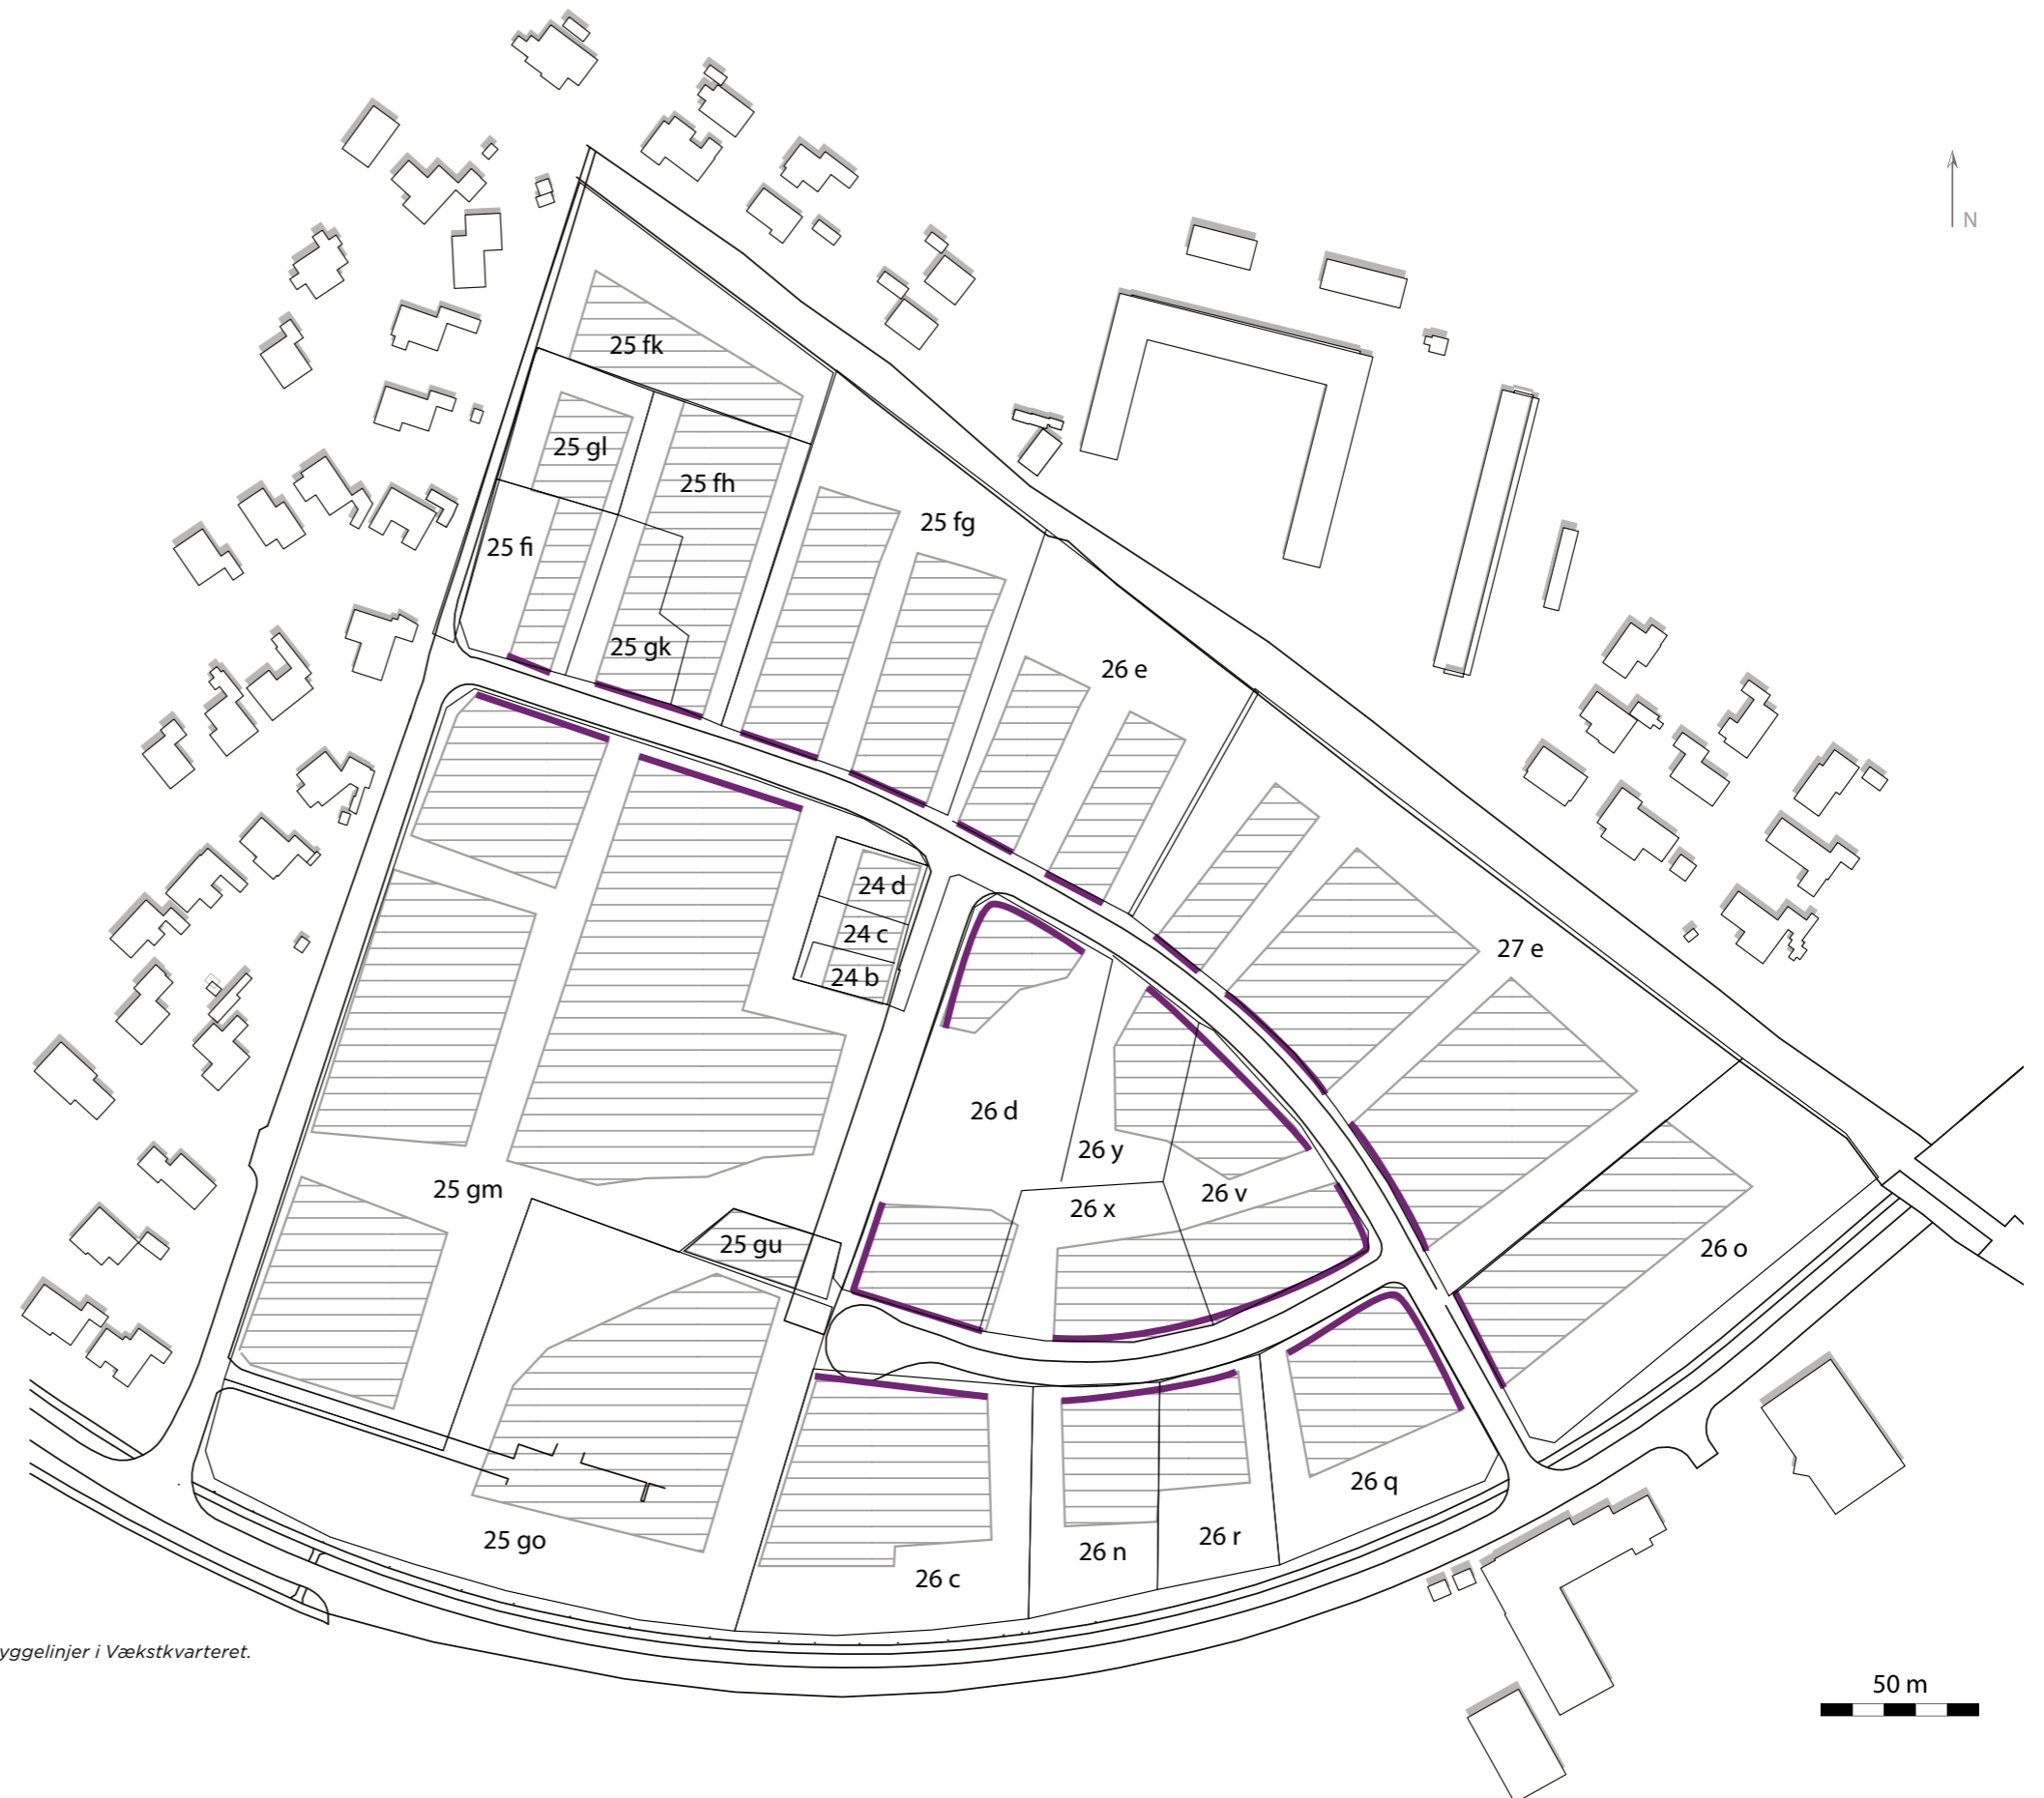 N
25 fk
25 gl
25 fh
25 fg
25 fi
25 gk
26 e
24 d
24 c
27 e
24 b
26 d
26 y
25 gm
26 v
26 x
25 gu
26 o
26 q
25 go
26 r
26 n
26 c
yggelinjer i Vækstkvarteret.
50 m